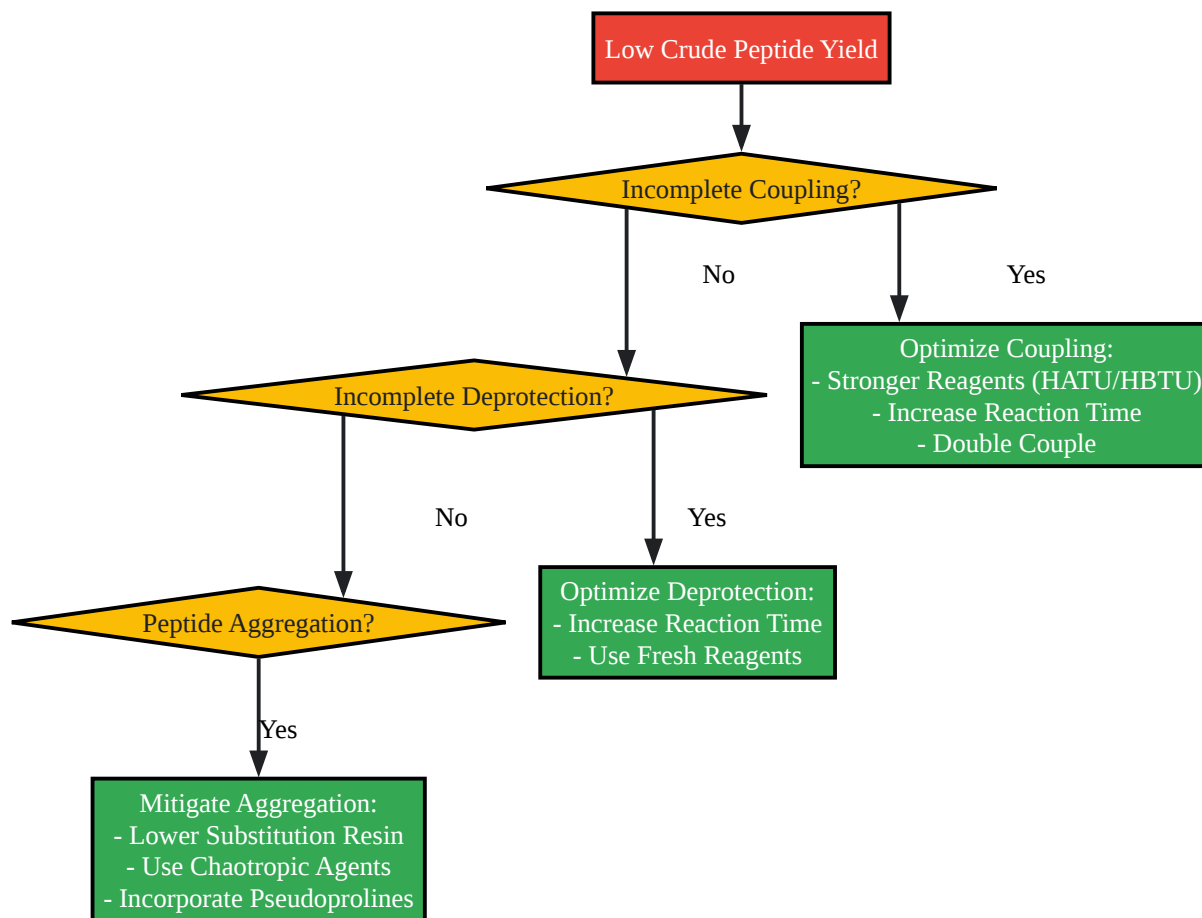 Low Crude Peptide Yield
Incomplete Coupling?
No
Yes
Optimize Coupling:
- Stronger Reagents (HATU/HBTU)
- Increase Reaction Time
- Double Couple
Incomplete Deprotection?
No
Yes
Optimize Deprotection:
- Increase Reaction Time
- Use Fresh Reagents
Peptide Aggregation?
Yes
Mitigate Aggregation:
- Lower Substitution Resin
- Use Chaotropic Agents
- Incorporate Pseudoprolines